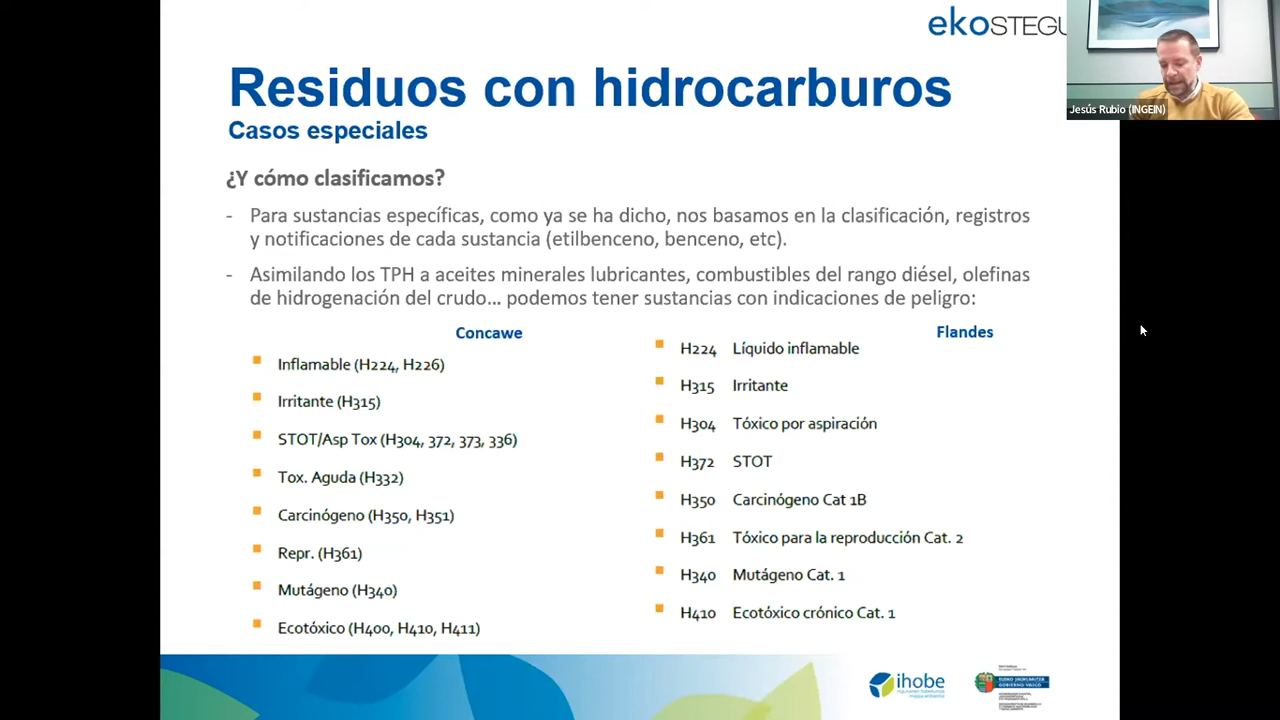 ekoSTEGU
Jesús Rubio (INGEIN)
Residuos con hidrocarburos
Casos especiales
¿Y cómo clasificamos?
- Para sustancias específicas, como ya se ha dicho, nos basamos en la clasificación, registros
y notificaciones de cada sustancia (etilbenceno, benceno, etc).
- Asimilando los TPH a aceites minerales lubricantes, combustibles del rango diésel, olefinas
de hidrogenación del crudo... podemos tener sustancias con indicaciones de peligro:
Concawe
Inflamable (H224, H226)
Irritante (H315)
STOT/Asp Tox (H304, 372, 373, 336)
Tox. Aguda (H332)
Carcinógeno (H350, H351)
Repr. (H361)
Mutágeno (H340)
Ecotóxico (H400, H410, H411)
Flandes
H224 Líquido inflamable
H315 Irritante
H304 Tóxico por aspiración
H372 STOT
H350 Carcinógeno Cat 1B
H361 Tóxico para la reproducción Cat. 2
H340 Mutágeno Cat. 1
H410 Ecotóxico crónico Cat. 1
ihobe
EUSKO JAURLARITZA
GOBIERNO VASCO